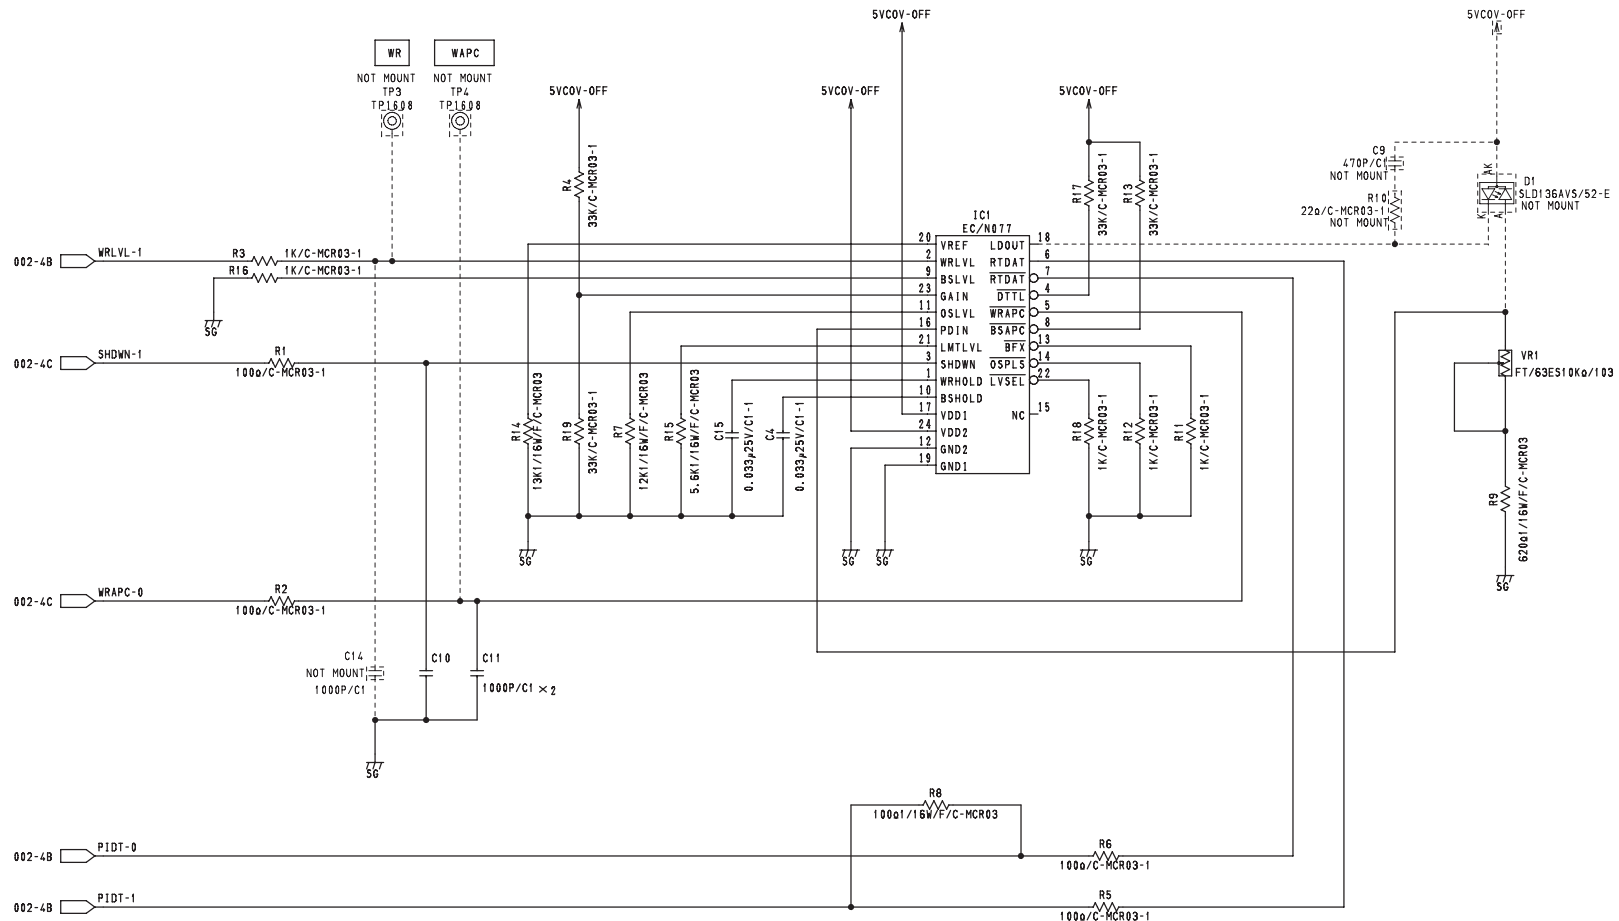 5VCOV-OFF
5VCOV-OFF
WR
WAPC
NOT MOUNT
TP3
TP1608
NOT MOUNT
TP4
TP1608
5VCOV-OFF
5VCOV-OFF
5VCOV-OFF
R4
33K/C-MCR03-1
R17
33K/C-MCR03-1
R13
33K/C-MCR03-1
C9
470P/C1
NOT MOUNT
R10
22Ω/C-MCR03-1
NOT MOUNT
AK
K
A
D1
SLD136AVS/52-E
NOT MOUNT
IC1
EC/N077
20 VREF LDOUT 18
2 WRLVL RTDAT 6
9 BSLVL RTDAT 7
23 GAIN DTTL 4
11 OSLVL WRAPC 5
16 PDIN BSAPC 8
21 LMTLVL BFX 13
3 SHDWN OSPLS 14
1 WRHOLD LVSEL 22
10 BSHOLD
17 VDD1 NC 15
24 VDD2
12 GND2
19 GND1
002-4B WRLVL-1 R3 1K/C-MCR03-1
R16 1K/C-MCR03-1
SG
002-4C SHDWN-1 R1
100Ω/C-MCR03-1
VR1
FT/63ES10KΩ/103
R14
13K1/16W/F/C-MCR03
R19
33K/C-MCR03-1
R7
12K1/16W/F/C-MCR03
R15
5.6K1/16W/F/C-MCR03
C15
0.033μ25V/C1-1
C4
0.033μ25V/C1-1
R18
1K/C-MCR03-1
R12
1K/C-MCR03-1
R11
1K/C-MCR03-1
R9
620Ω1/16W/F/C-MCR03
SG
SG
SG
SG
SG
002-4C WRAPC-0 R2
100Ω/C-MCR03-1
C14
NOT MOUNT
1000P/C1
C10
C11
1000P/C1 ×2
SG
R8
100Ω1/16W/F/C-MCR03
002-4B PIDT-0 R6
100Ω/C-MCR03-1
002-4B PIDT-1 R5
100Ω/C-MCR03-1